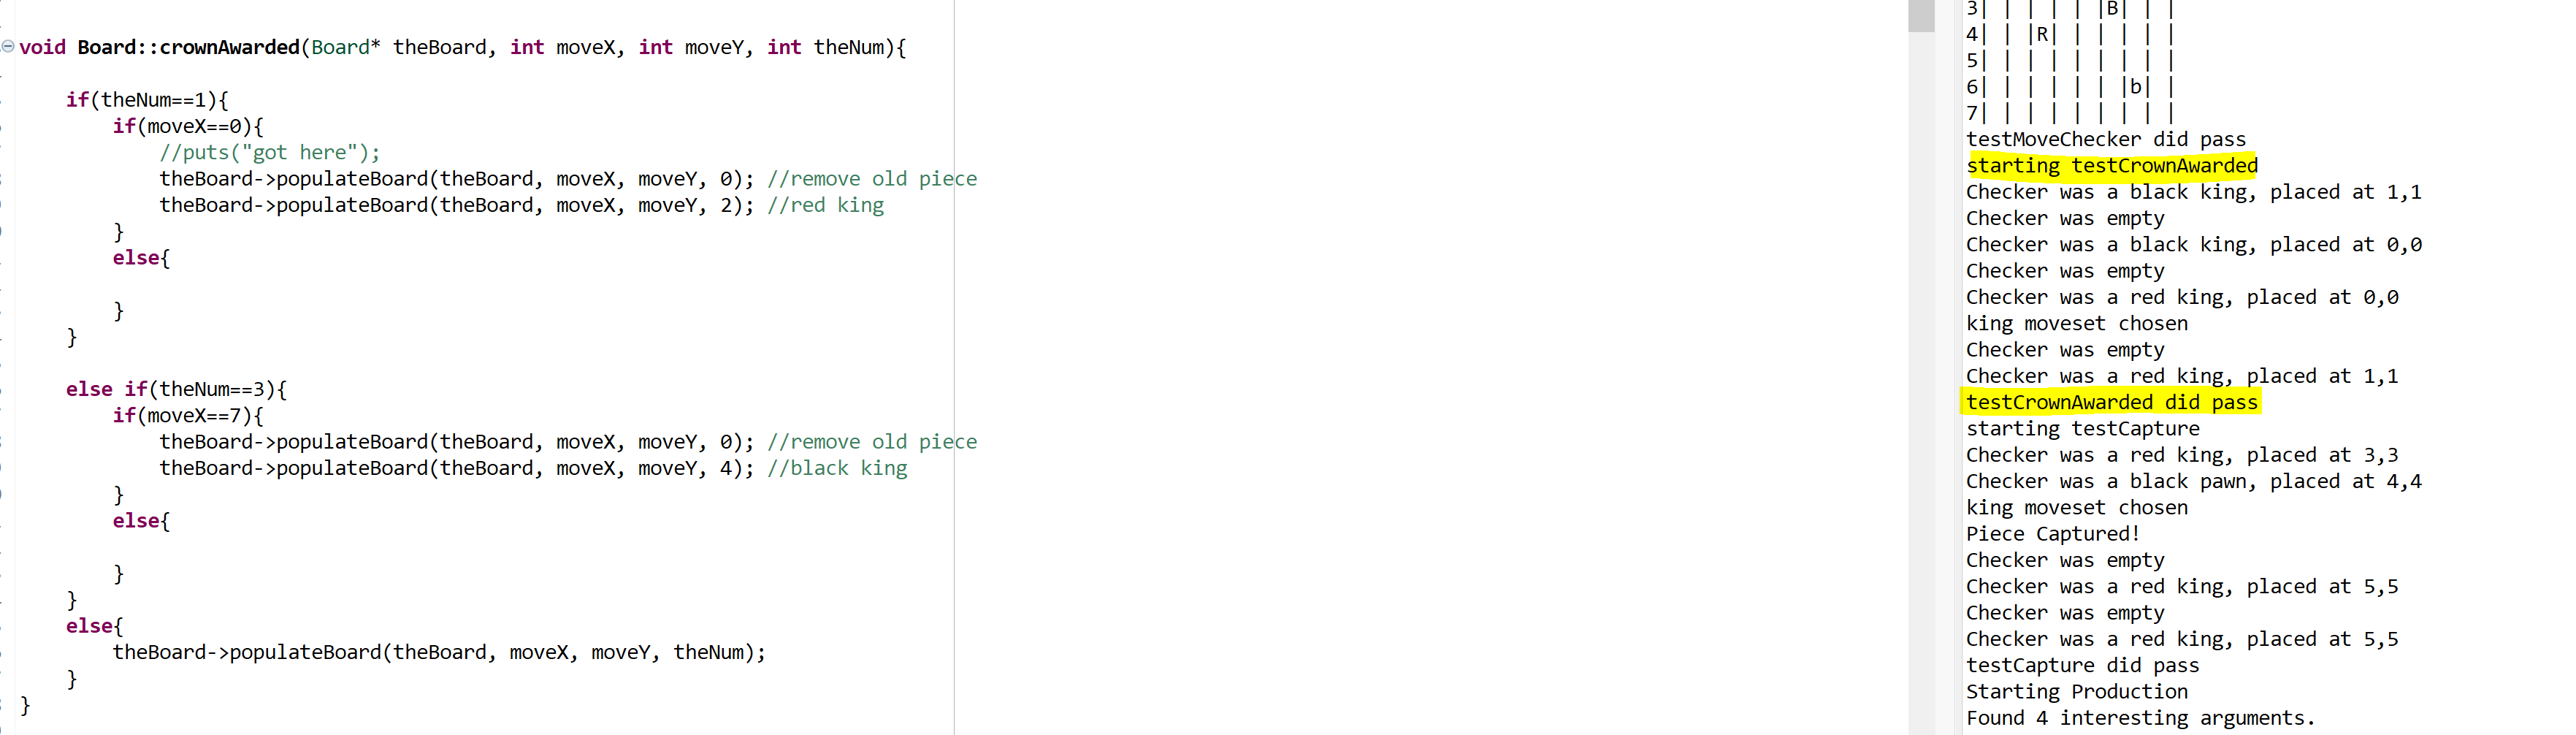 void Board::crownAwarded(Board* theBoard, int moveX, int moveY, int theNum){
if(theNum==1){
if(moveX==0){
//puts("got here");
theBoard->populateBoard(theBoard, moveX, moveY, 0); //remove old piece
theBoard->populateBoard(theBoard, moveX, moveY, 2); //red king
}
else{
}
}
else if(theNum==3){
if(moveX==7){
theBoard->populateBoard(theBoard, moveX, moveY, 0); //remove old piece
theBoard->populateBoard(theBoard, moveX, moveY, 4); //black king
}
else{
}
}
else{
theBoard->populateBoard(theBoard, moveX, moveY, theNum);
}
}
3| | | | | |B| | |
4| | |R| | | | | |
5| | | | | | | | |
6| | | | | | |b| |
7| | | | | | | | |
testMoveChecker did pass
starting testCrownAwarded
Checker was a black king, placed at 1,1
Checker was empty
Checker was a black king, placed at 0,0
Checker was empty
Checker was a red king, placed at 0,0
king moveset chosen
Checker was empty
Checker was a red king, placed at 1,1
testCrownAwarded did pass
starting testCapture
Checker was a red king, placed at 3,3
Checker was a black pawn, placed at 4,4
king moveset chosen
Piece Captured!
Checker was empty
Checker was a red king, placed at 5,5
Checker was empty
Checker was a red king, placed at 5,5
testCapture did pass
Starting Production
Found 4 interesting arguments.